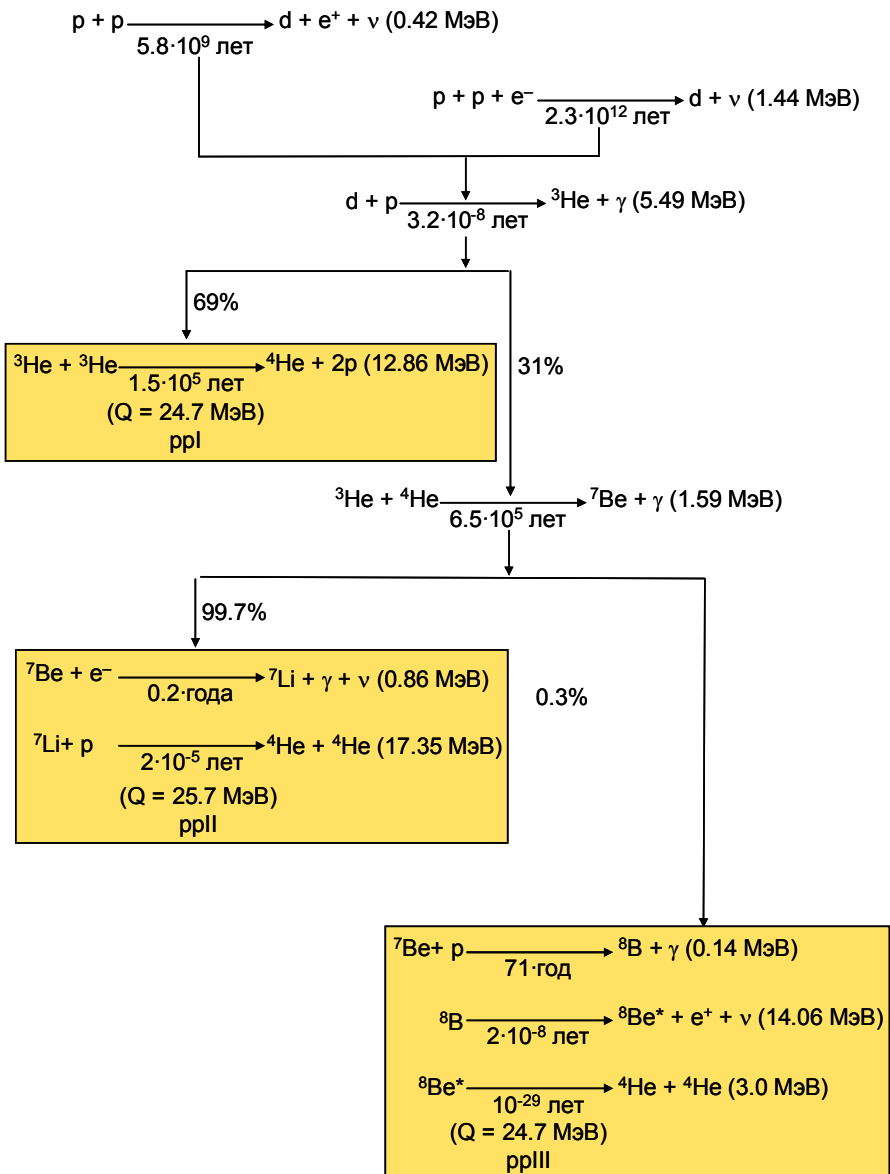 p + p → d + e⁺ + ν (0.42 МэВ)
5.8·10⁹ лет
p + p + e⁻ → d + ν (1.44 МэВ)
2.3·10¹² лет
d + p → ³He + γ (5.49 МэВ)
3.2·10⁻⁸ лет
69%
³He + ³He → ⁴He + 2p (12.86 МэВ)
1.5·10⁵ лет
(Q = 24.7 МэВ)
ppI
31%
³He + ⁴He → ⁷Be + γ (1.59 МэВ)
6.5·10⁵ лет
99.7%
⁷Be + e⁻ → ⁷Li + γ + ν (0.86 МэВ)
0.2·года
⁷Li+ p → ⁴He + ⁴He (17.35 МэВ)
2·10⁻⁵ лет
(Q = 25.7 МэВ)
ppII
0.3%
⁷Be+ p → ⁸B + γ (0.14 МэВ)
71·год
⁸B → ⁸Be* + e⁺ + ν (14.06 МэВ)
2·10⁻⁸ лет
⁸Be* → ⁴He + ⁴He (3.0 МэВ)
10⁻²⁹ лет
(Q = 24.7 МэВ)
ppIII